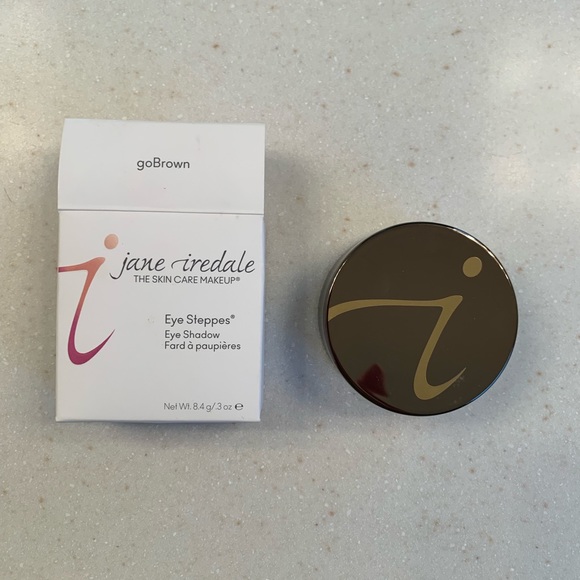 goBrown
jane iredale
THE SKIN CARE MAKEUP®
Eye Steppes®
Eye Shadow
Fard à paupières
Net Wt. 8.4 g/.3 oz ℮